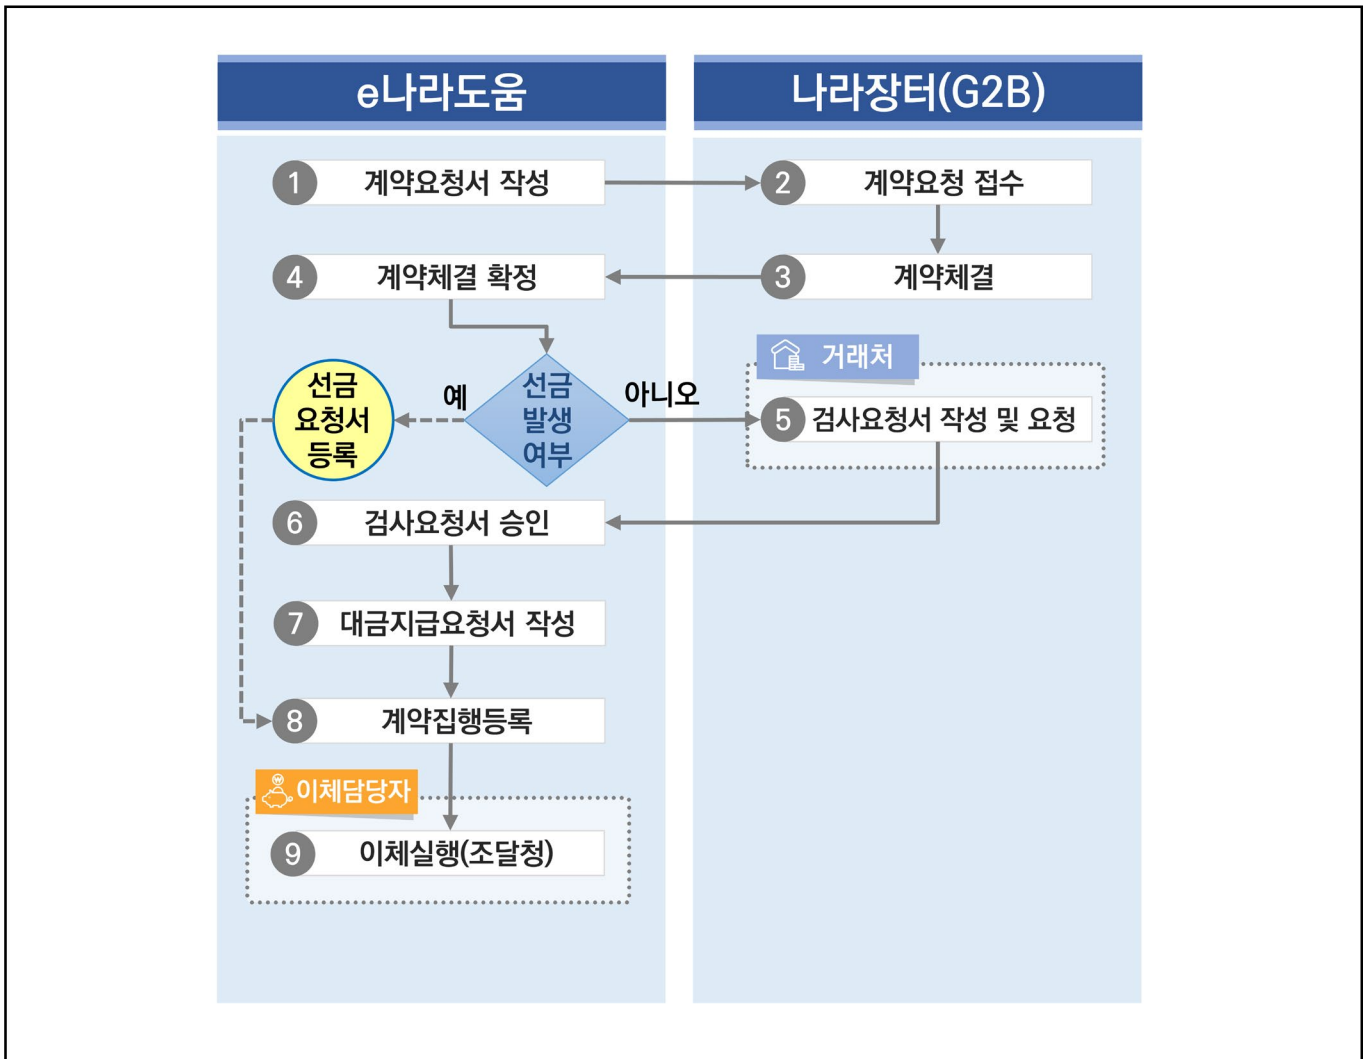 e나라도움
나라장터(G2B)
1 계약요청서 작성
2 계약요청 접수
4 계약체결 확정
3 계약체결
거래처
선금
요청서
등록
예
선금
발생
여부
아니오
5 검사요청서 작성 및 요청
6 검사요청서 승인
7 대금지급요청서 작성
8 계약집행등록
₩
이체담당자
9 이체실행(조달청)